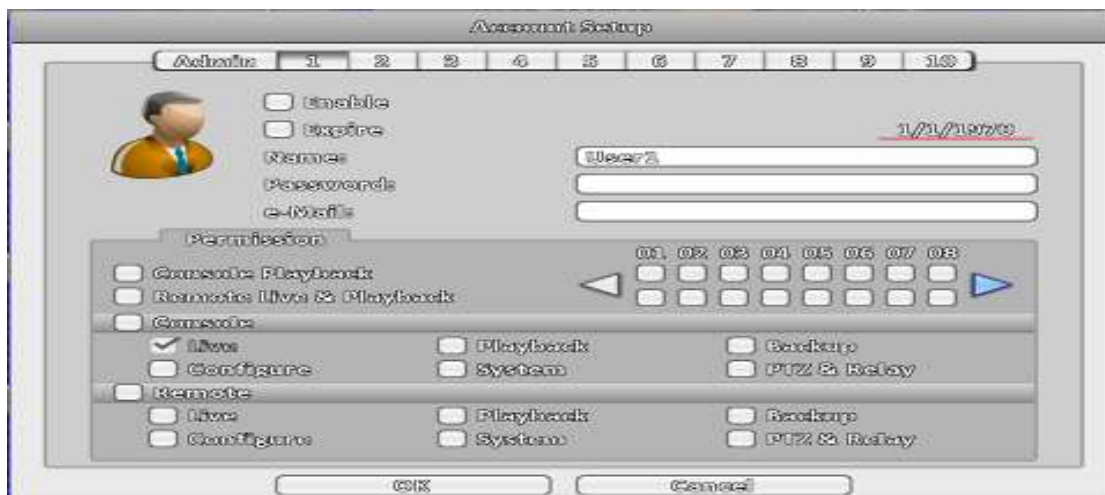 Account Setup
Admin 1 2 3 4 5 6 7 8 9 10
Enable
Expire 1/1/1970
Name: User1
Password:
e-Mail:
Permission
01 02 03 04 05 06 07 08
Console Playback
Remote Live & Playback
Console
Live Playback Backup
Configure System PTZ & Relay
Remote
Live Playback Backup
Configure System PTZ & Relay
OK Cancel